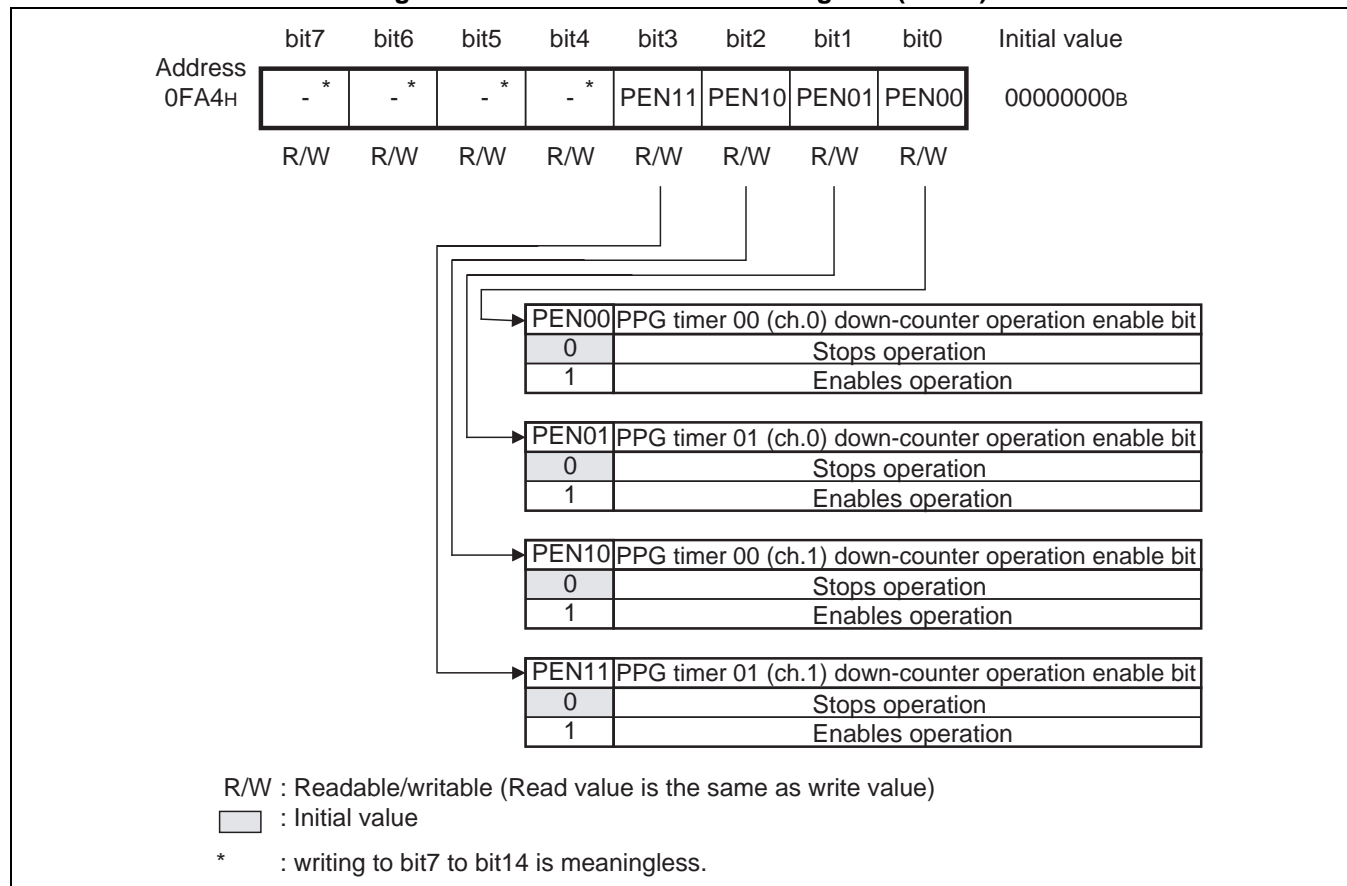 bit7 bit6 bit5 bit4 bit3 bit2 bit1 bit0 Initial value
Address
0FA4H - * - * - * - * PEN11 PEN10 PEN01 PEN00 00000000B
R/W R/W R/W R/W R/W R/W R/W R/W
PEN00 PPG timer 00 (ch.0) down-counter operation enable bit
0 Stops operation
1 Enables operation
PEN01 PPG timer 01 (ch.0) down-counter operation enable bit
0 Stops operation
1 Enables operation
PEN10 PPG timer 00 (ch.1) down-counter operation enable bit
0 Stops operation
1 Enables operation
PEN11 PPG timer 01 (ch.1) down-counter operation enable bit
0 Stops operation
1 Enables operation
R/W : Readable/writable (Read value is the same as write value)
: Initial value
* : writing to bit7 to bit14 is meaningless.